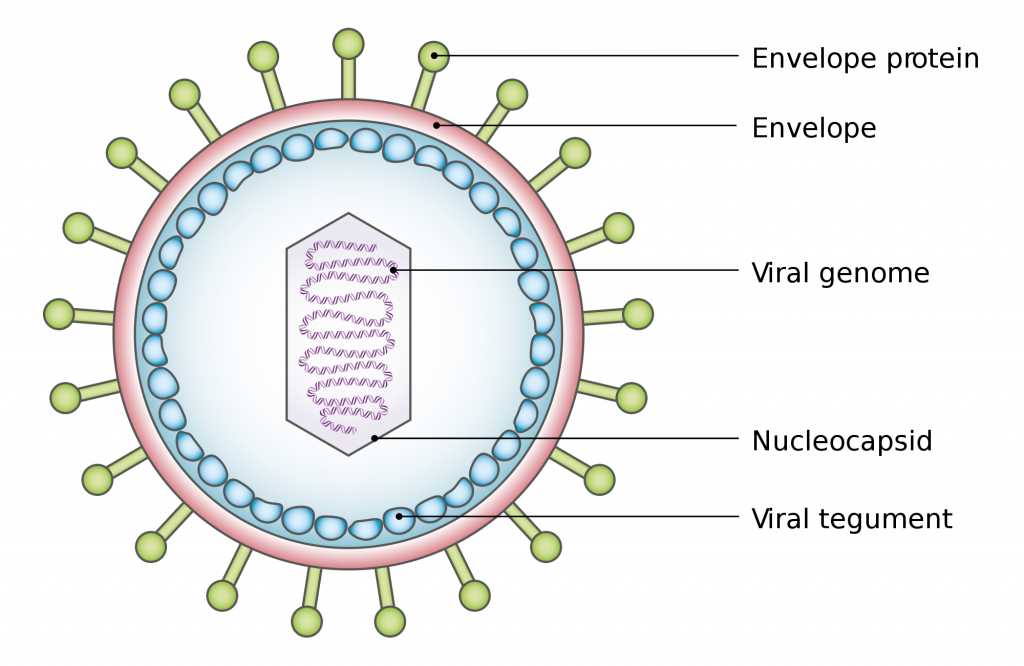 Envelope protein
Envelope
Viral genome
Nucleocapsid
Viral tegument